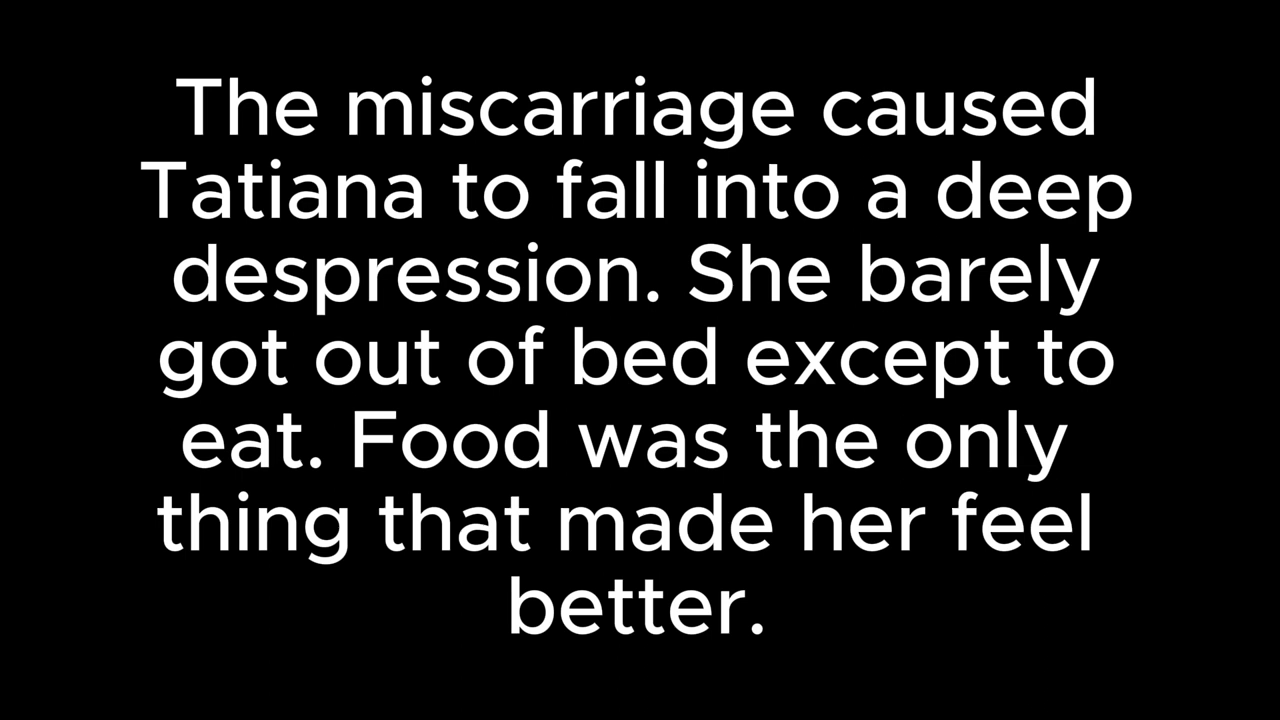 The miscarriage caused
Tatiana to fall into a deep
despression. She barely
got out of bed except to
eat. Food was the only
thing that made her feel
better.